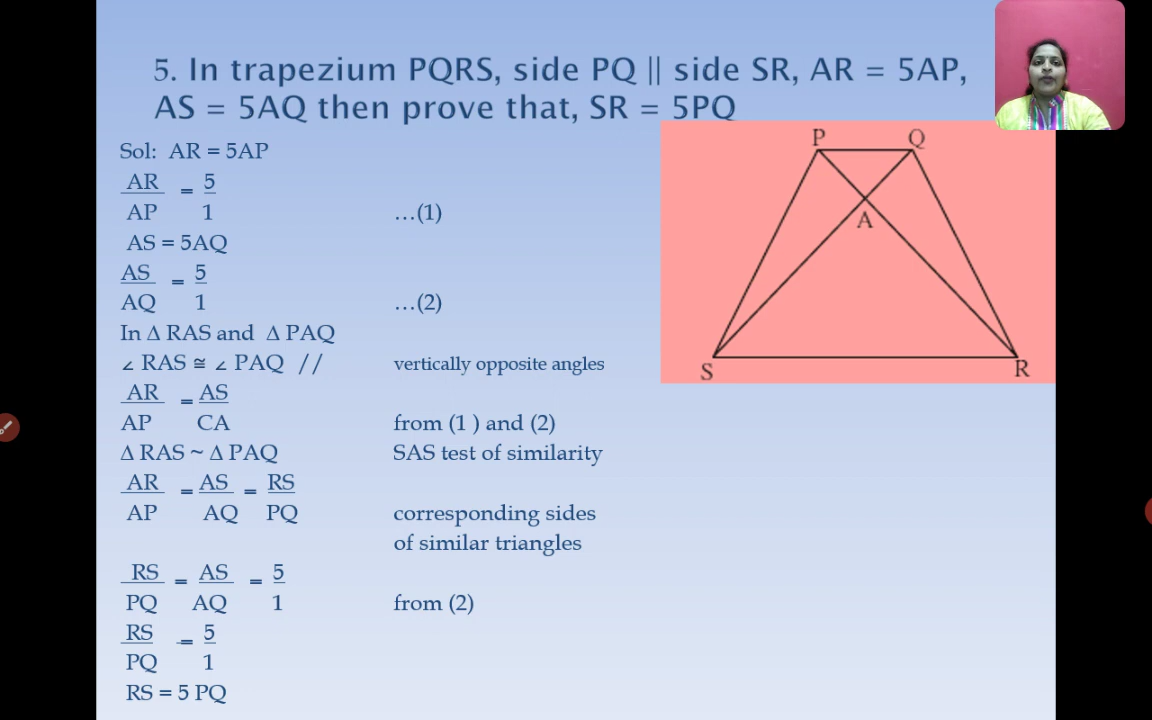 5. In trapezium PQRS, side PQ || side SR, AR = 5AP,
AS = 5AQ then prove that, SR = 5PQ
Sol: AR = 5AP
AR = 5
AP 1 ...(1)
AS = 5AQ
AS = 5
AQ 1 ...(2)
In Δ RAS and Δ PAQ
∠ RAS ≅ ∠ PAQ // vertically opposite angles
AR = AS
AP CA from (1 ) and (2)
Δ RAS ~ Δ PAQ SAS test of similarity
AR = AS = RS
AP AQ PQ corresponding sides
of similar triangles
RS = AS = 5
PQ AQ 1 from (2)
RS = 5
PQ 1
RS = 5 PQ
P Q
A
S R